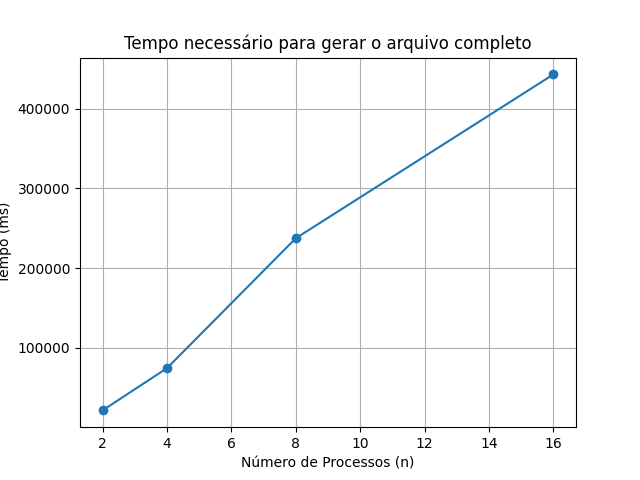 Tempo necessário para gerar o arquivo completo
400000
300000
200000
100000
Tempo (ms)
2 4 6 8 10 12 14 16
Número de Processos (n)